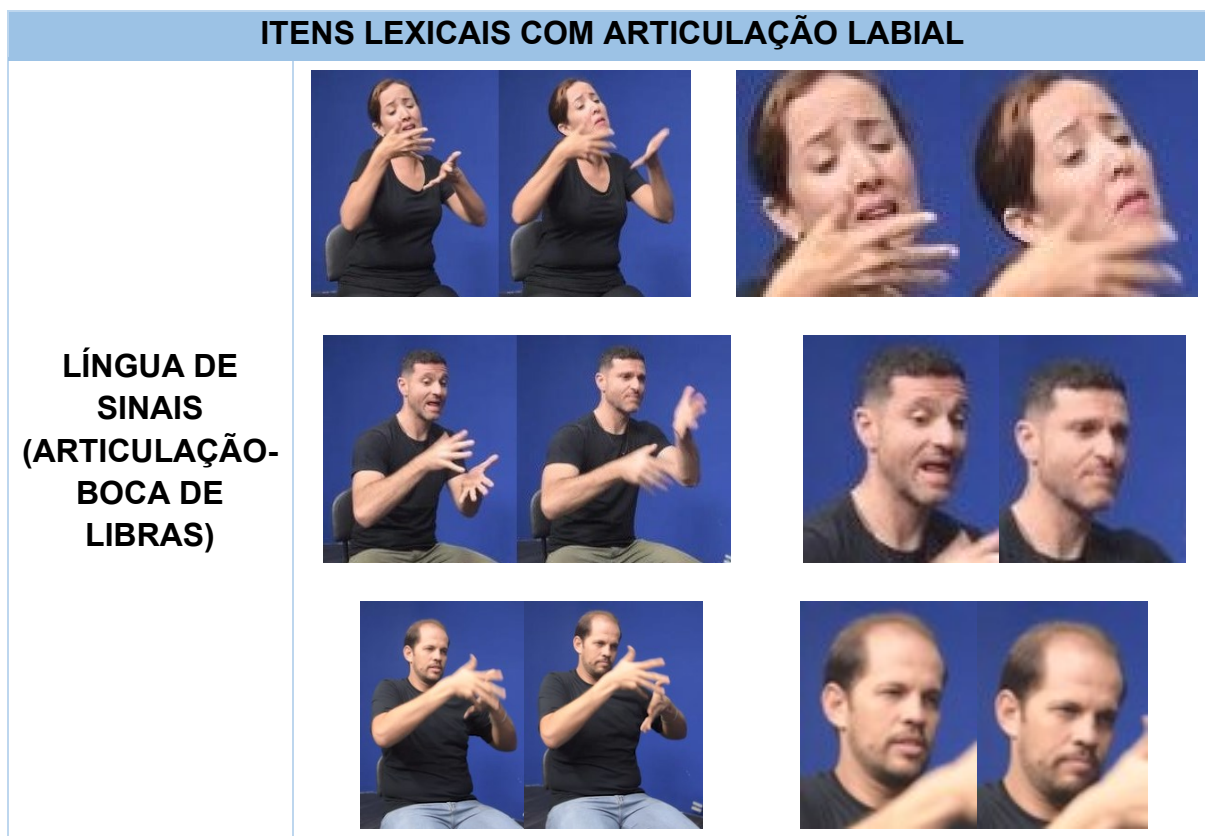 ITENS LEXICAIS COM ARTICULAÇÃO LABIAL
LÍNGUA DE
SINAIS
(ARTICULAÇÃO-
BOCA DE
LIBRAS)